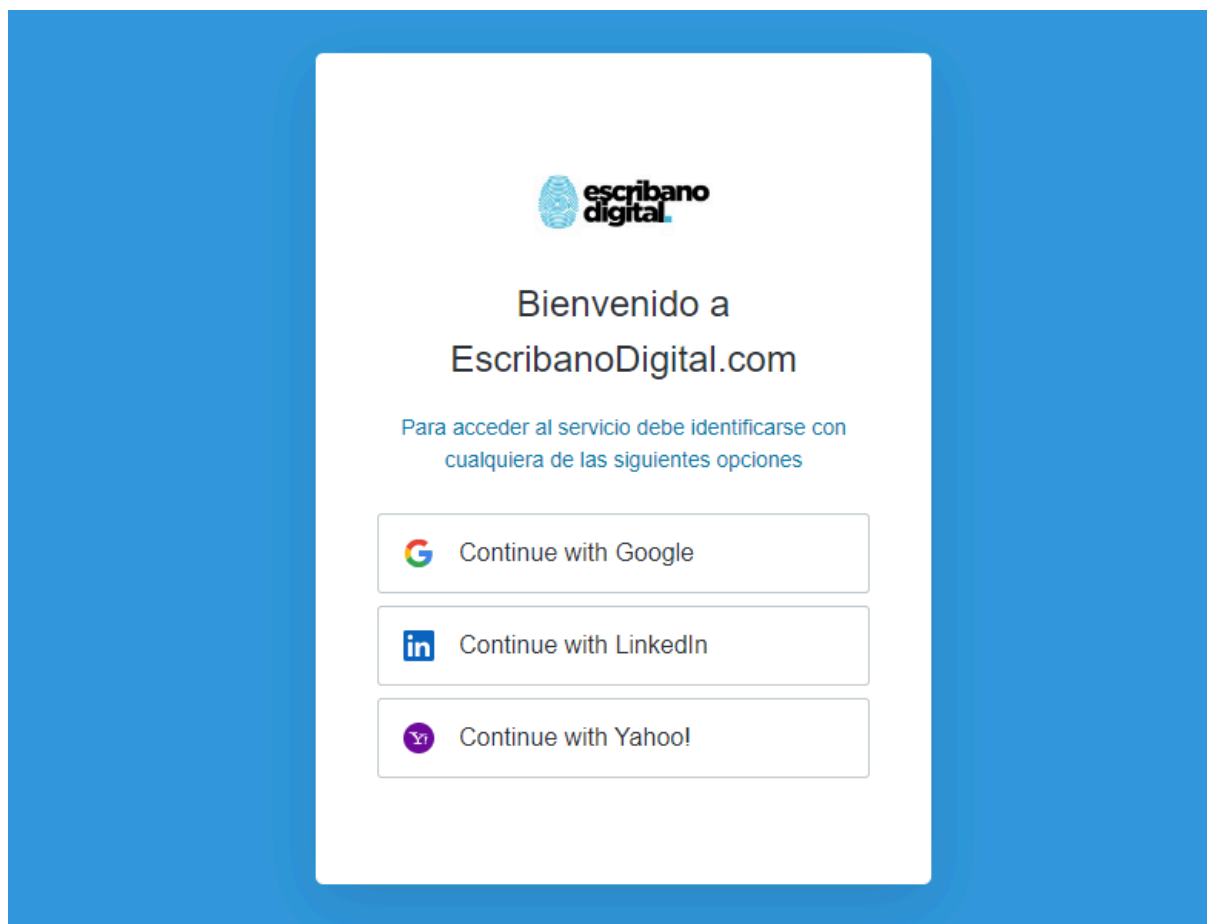 escribano
digital.
Bienvenido a
EscribanoDigital.com
Para acceder al servicio debe identificarse con
cualquiera de las siguientes opciones
Continue with Google
in Continue with LinkedIn
Continue with Yahoo!